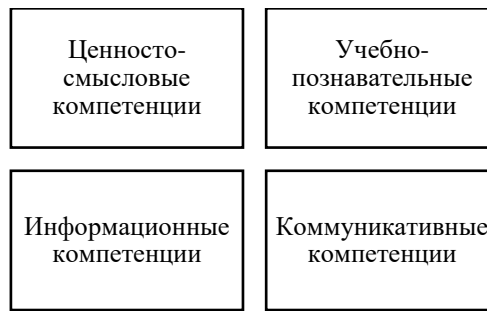 Ценносто-
смысловые
компетенции
Учебно-
познавательные
компетенции
Информационные
компетенции
Коммуникативные
компетенции